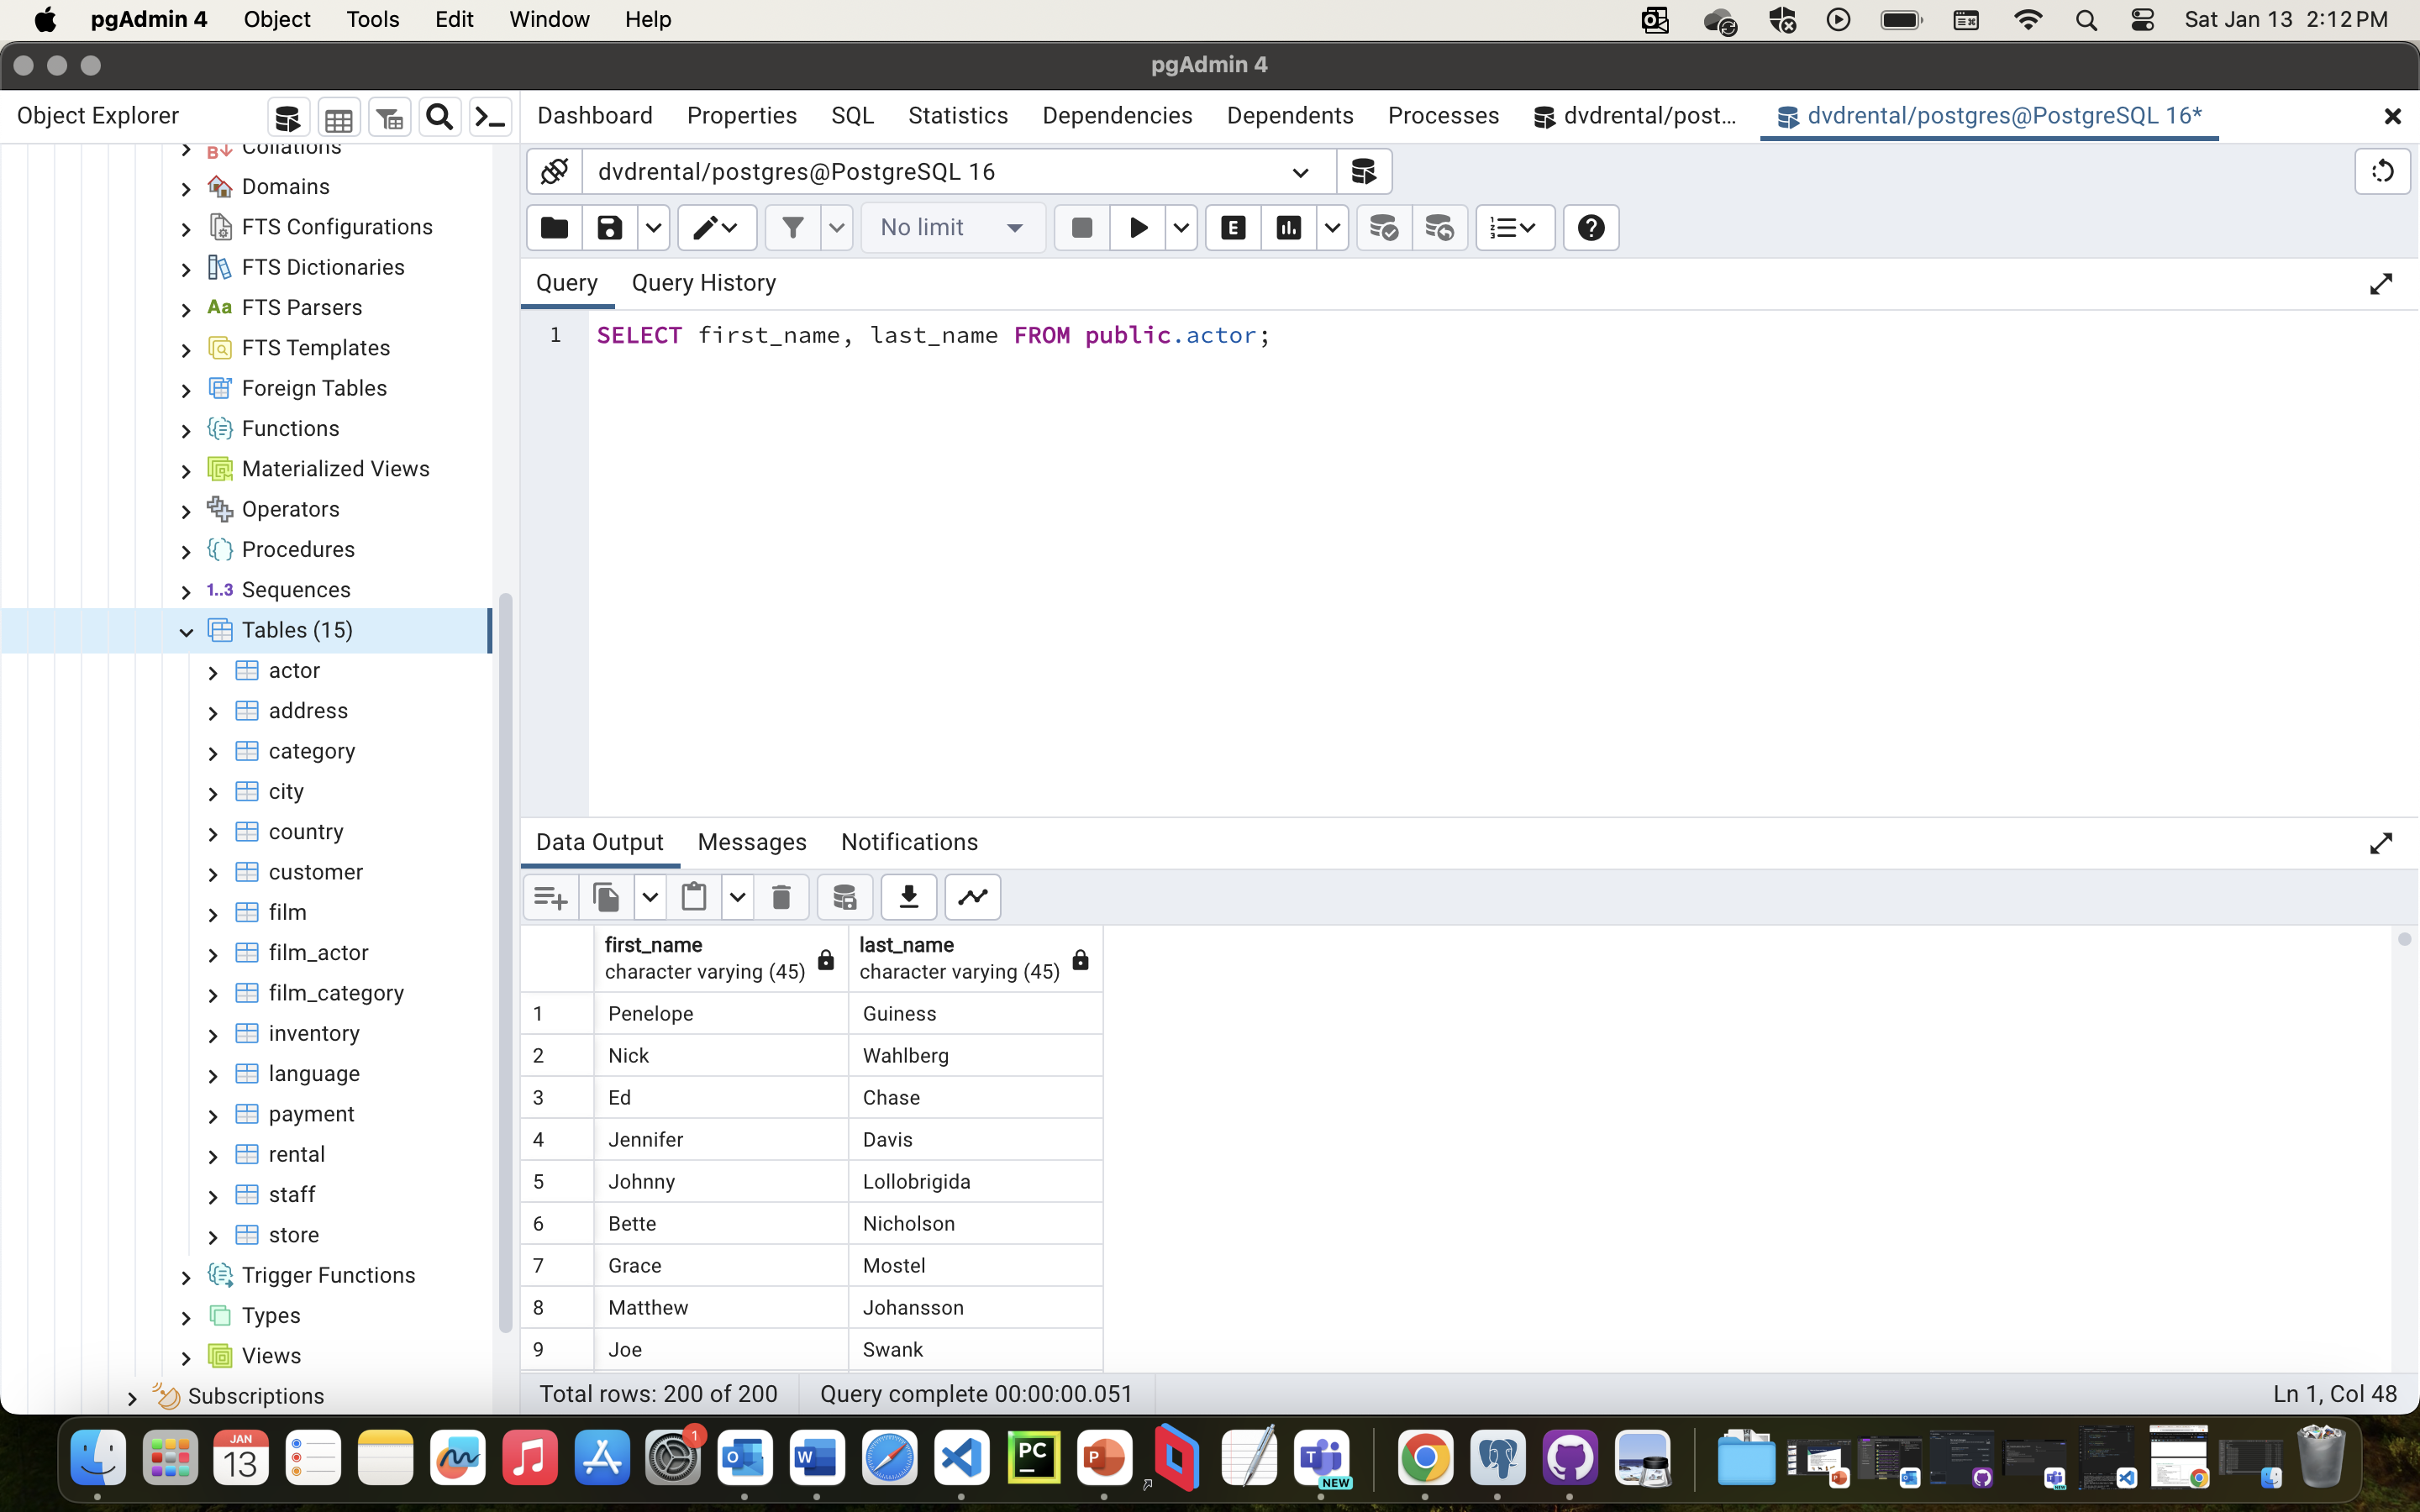 pgAdmin 4 Object Tools Edit Window Help Sat Jan 13 2:12 PM
pgAdmin 4
Object Explorer
Collations
Domains
FTS Configurations
FTS Dictionaries
Aa FTS Parsers
FTS Templates
Foreign Tables
Functions
Materialized Views
Operators
Procedures
1..3 Sequences
Tables (15)
actor
address
category
city
country
customer
film
film_actor
film_category
inventory
language
payment
rental
staff
store
Trigger Functions
Types
Views
Subscriptions
Dashboard Properties SQL Statistics Dependencies Dependents Processes dvdrental/post... dvdrental/postgres@PostgreSQL 16*
dvdrental/postgres@PostgreSQL 16
No limit E
Query Query History
1 SELECT first_name, last_name FROM public.actor;
Data Output Messages Notifications
first_name last_name
character varying (45) character varying (45)
1 Penelope Guiness
2 Nick Wahlberg
3 Ed Chase
4 Jennifer Davis
5 Johnny Lollobrigida
6 Bette Nicholson
7 Grace Mostel
8 Matthew Johansson
9 Joe Swank
Total rows: 200 of 200 Query complete 00:00:00.051 Ln 1, Col 48
JAN
13
1
O
W
PC
P
T
NEW